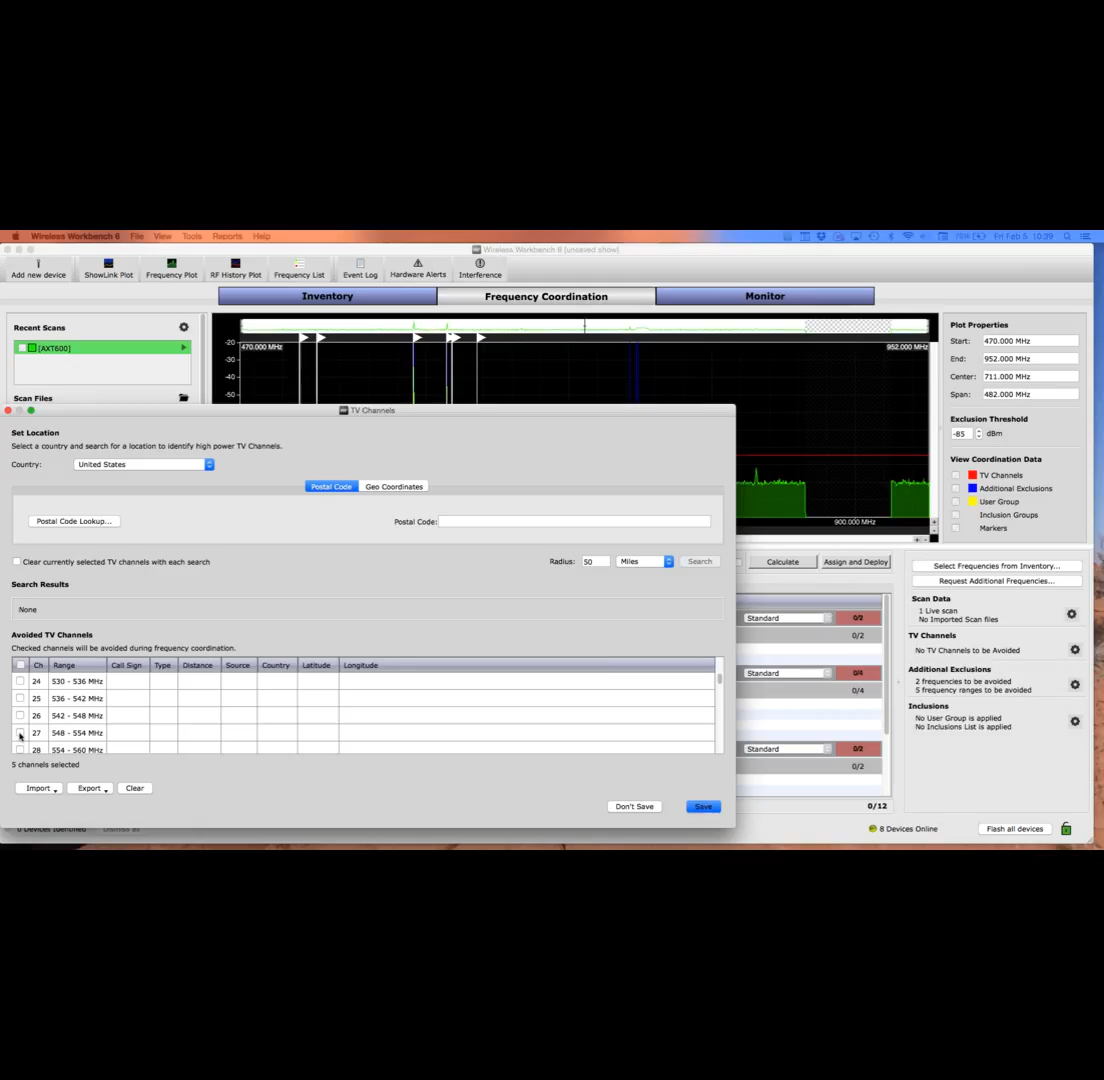 Wireless Workbench 6 File View Tools Reports Help Fri Feb 5 10:39
Wireless Workbench 6 [unsaved show]
Add new device ShowLink Plot Frequency Plot RF History Plot Frequency List Event Log Hardware Alerts Interference
Inventory Frequency Coordination Monitor
Recent Scans
[AXT600]
Scan Files
-20
-30
-40
-50
470.000 MHz
952.000 MHz
900.000 MHz
Plot Properties
Start: 470.000 MHz
End: 952.000 MHz
Center: 711.000 MHz
Span: 482.000 MHz
Exclusion Threshold
-85 dBm
View Coordination Data
TV Channels
Additional Exclusions
User Group
Inclusion Groups
Markers
TV Channels
Set Location
Select a country and search for a location to identify high power TV Channels.
Country: United States
Postal Code Geo Coordinates
Postal Code Lookup... Postal Code:
Clear currently selected TV channels with each search Radius: 50 Miles Search
Search Results
None
Avoided TV Channels
Checked channels will be avoided during frequency coordination.
Ch Range Call Sign Type Distance Source Country Latitude Longitude
24 530 - 536 MHz
25 536 - 542 MHz
26 542 - 548 MHz
27 548 - 554 MHz
28 554 - 560 MHz
5 channels selected
Import Export Clear
Don't Save Save
Calculate Assign and Deploy
Standard 0/2
0/2
Standard 0/4
0/4
Standard 0/2
0/2
0/12
Select Frequencies from Inventory...
Request Additional Frequencies...
Scan Data
1 Live scan
No Imported Scan files
TV Channels
No TV Channels to be Avoided
Additional Exclusions
2 frequencies to be avoided
5 frequency ranges to be avoided
Inclusions
No User Group is applied
No Inclusions List is applied
0 Devices Identified Dismiss all
8 Devices Online Flash all devices